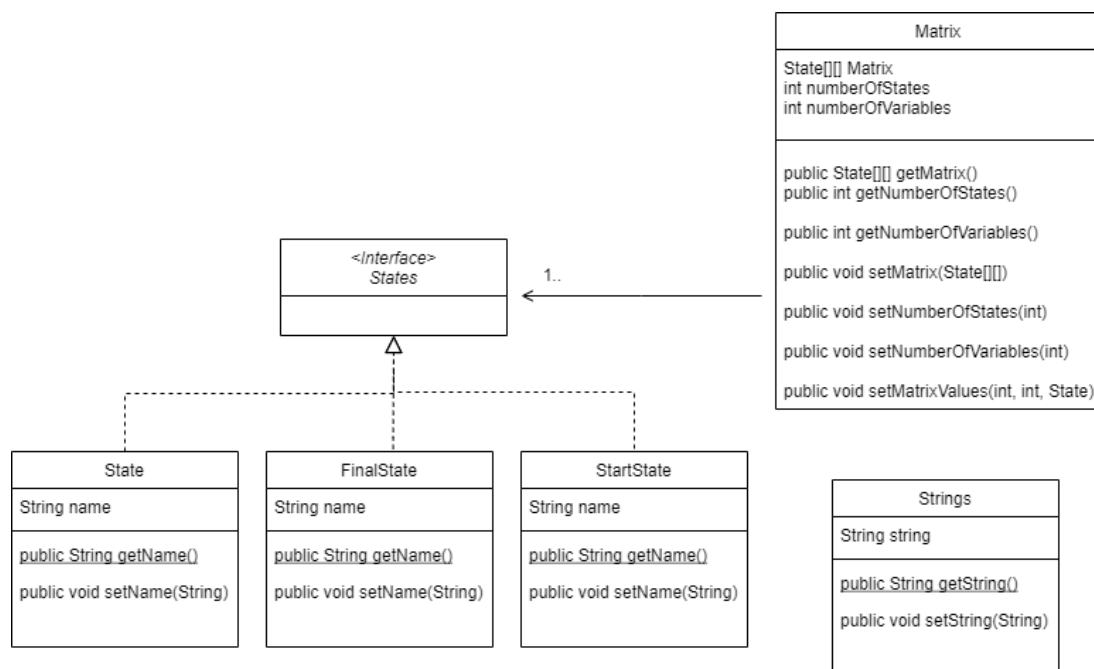 Matrix
State[][] Matrix
int numberOfStates
int numberOfVariables
public State[][] getMatrix()
public int getNumberOfStates()
public int getNumberOfVariables()
public void setMatrix(State[][])
public void setNumberOfStates(int)
public void setNumberOfVariables(int)
public void setMatrixValues(int, int, State)
<Interface>
States
1..
State
String name
public String getName()
public void setName(String)
FinalState
String name
public String getName()
public void setName(String)
StartState
String name
public String getName()
public void setName(String)
Strings
String string
public String getString()
public void setString(String)